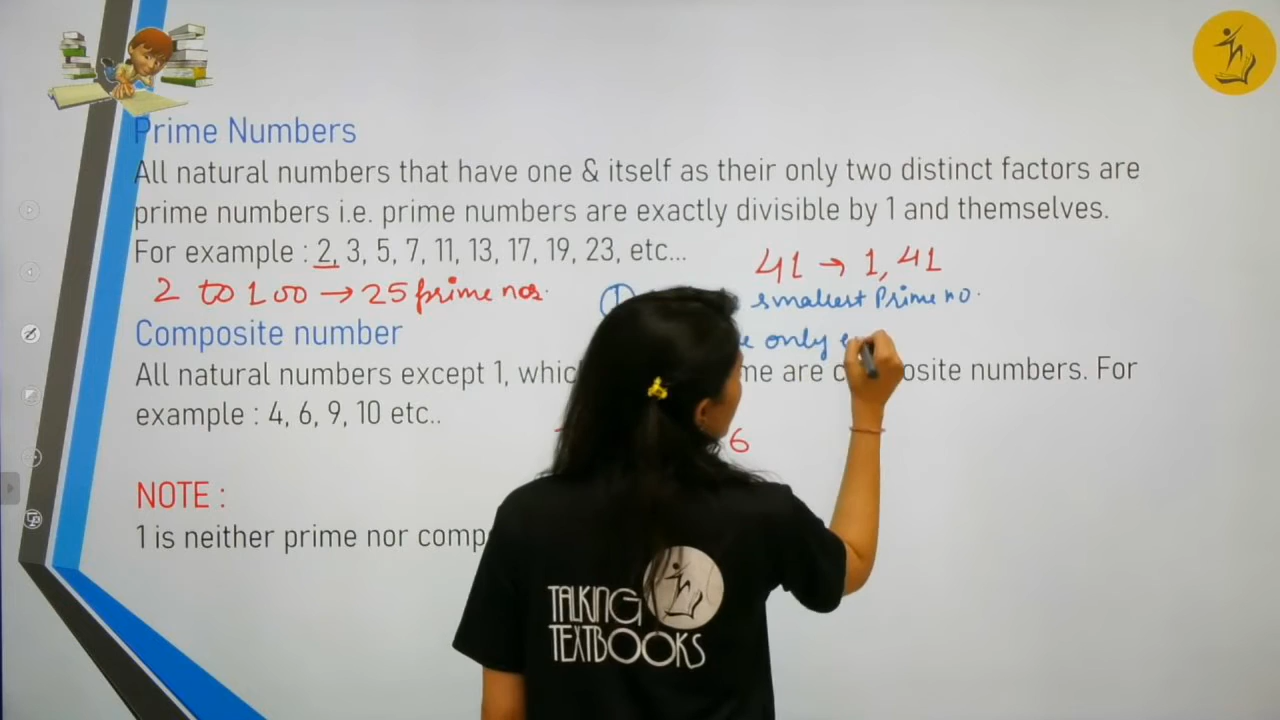 Prime Numbers
All natural numbers that have one & itself as their only two distinct factors are
prime numbers i.e. prime numbers are exactly divisible by 1 and themselves.
For example : 2, 3, 5, 7, 11, 13, 17, 19, 23, etc...
41 → 1, 41
2 to 100 → 25 prime nos.
① smallest Prime no.
only
Composite number
All natural numbers except 1, are numbers. For
example : 4, 6, 9, 10 etc..
6
NOTE :
1 is neither prime nor
TALKING
TEXTBOOKS